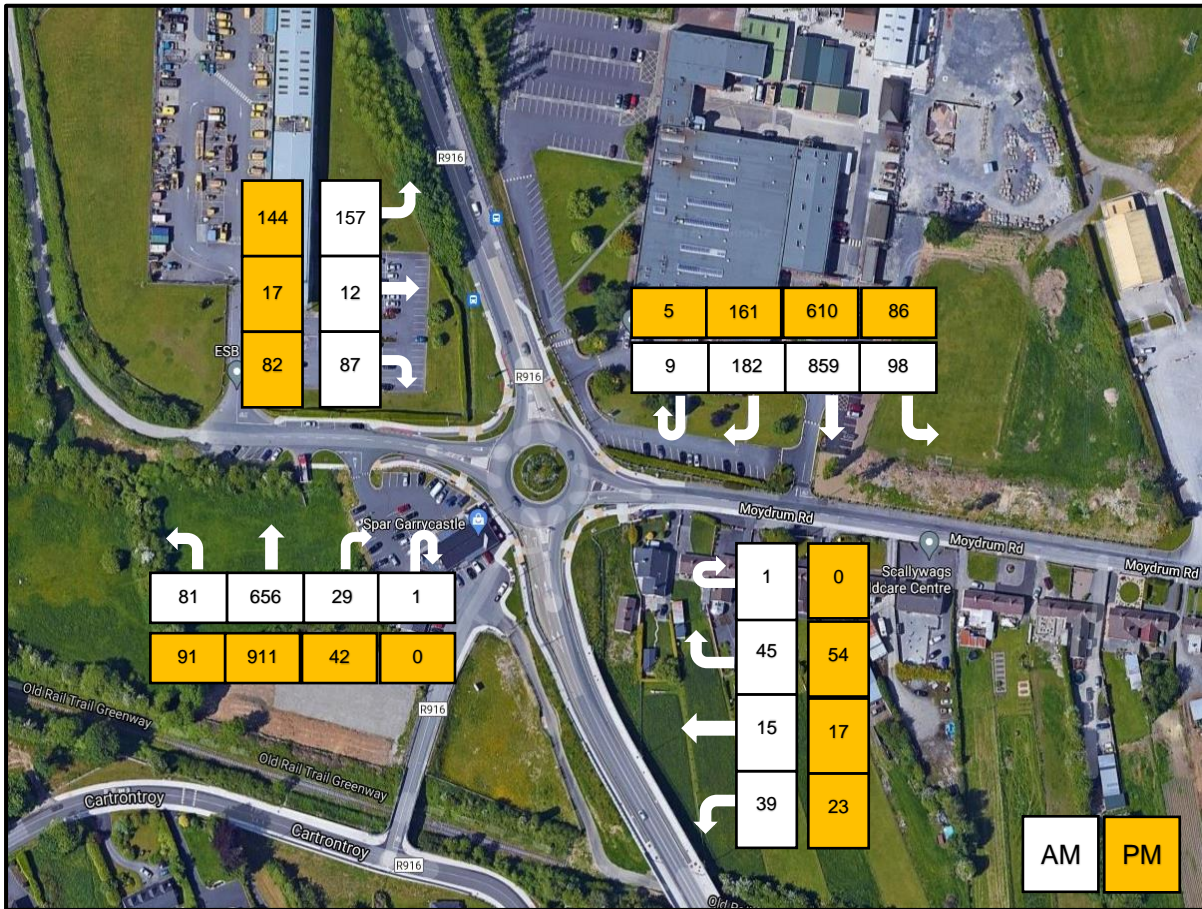 R916
144 157
17 12
ESB
82 87
R916
5 161 610 86
9 182 859 98
Spar Garrycastle
Moydrum Rd
Moydrum Rd
Moydrum Rd
Scallywags
ldcare Centre
81 656 29 1
91 911 42 0
1 0
45 54
15 17
39 23
Old Rail Trail Greenway
R916
Old Rail Trail Greenway
Cartrontroy
Cartrontroy
R916
AM PM